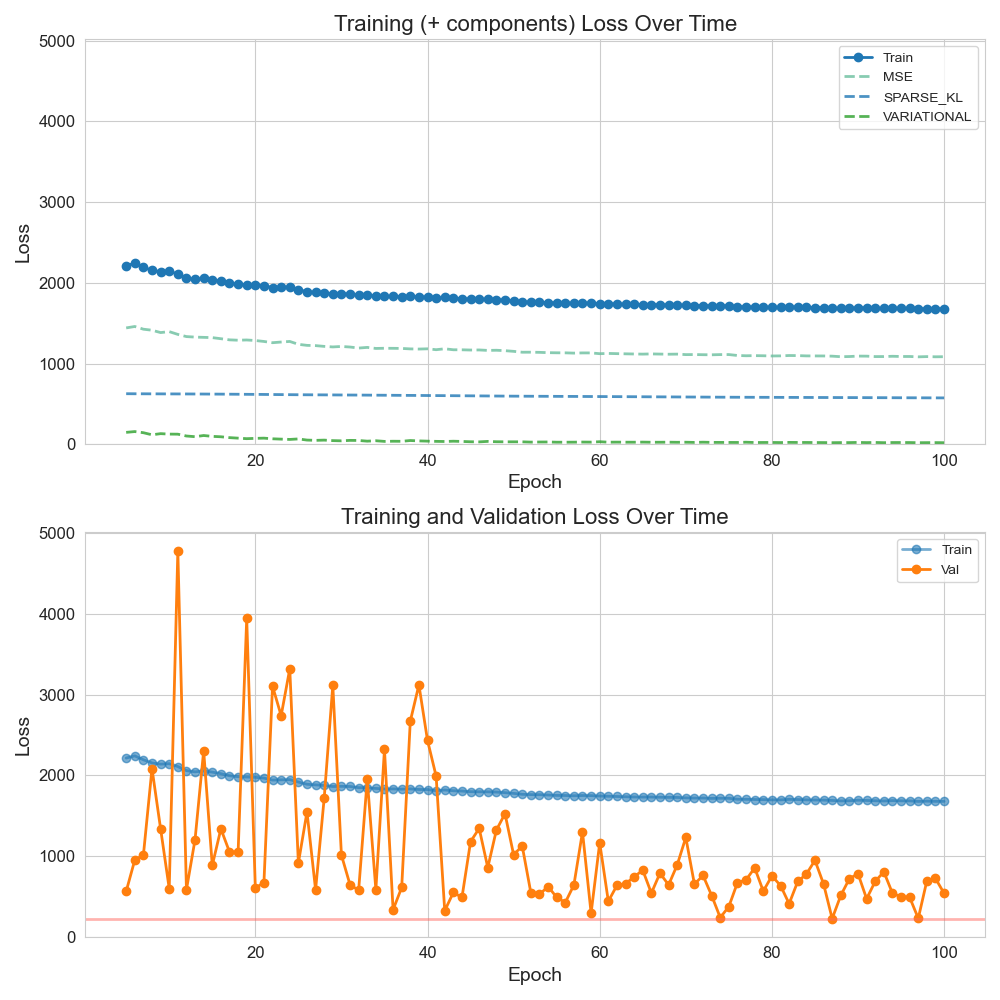 Training (+ components) Loss Over Time
5000
4000
3000
2000
1000
0
Loss
Train
MSE
SPARSE_KL
VARIATIONAL
20 40 60 80 100
Epoch
Training and Validation Loss Over Time
5000
4000
3000
2000
1000
0
Loss
Train
Val
20 40 60 80 100
Epoch